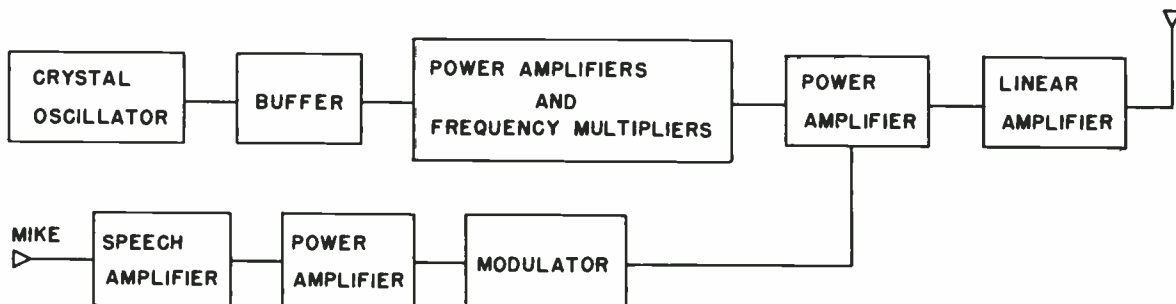 CRYSTAL
OSCILLATOR
BUFFER
POWER AMPLIFIERS
AND
FREQUENCY MULTIPLIERS
POWER
AMPLIFIER
LINEAR
AMPLIFIER
MIKE
SPEECH
AMPLIFIER
POWER
AMPLIFIER
MODULATOR